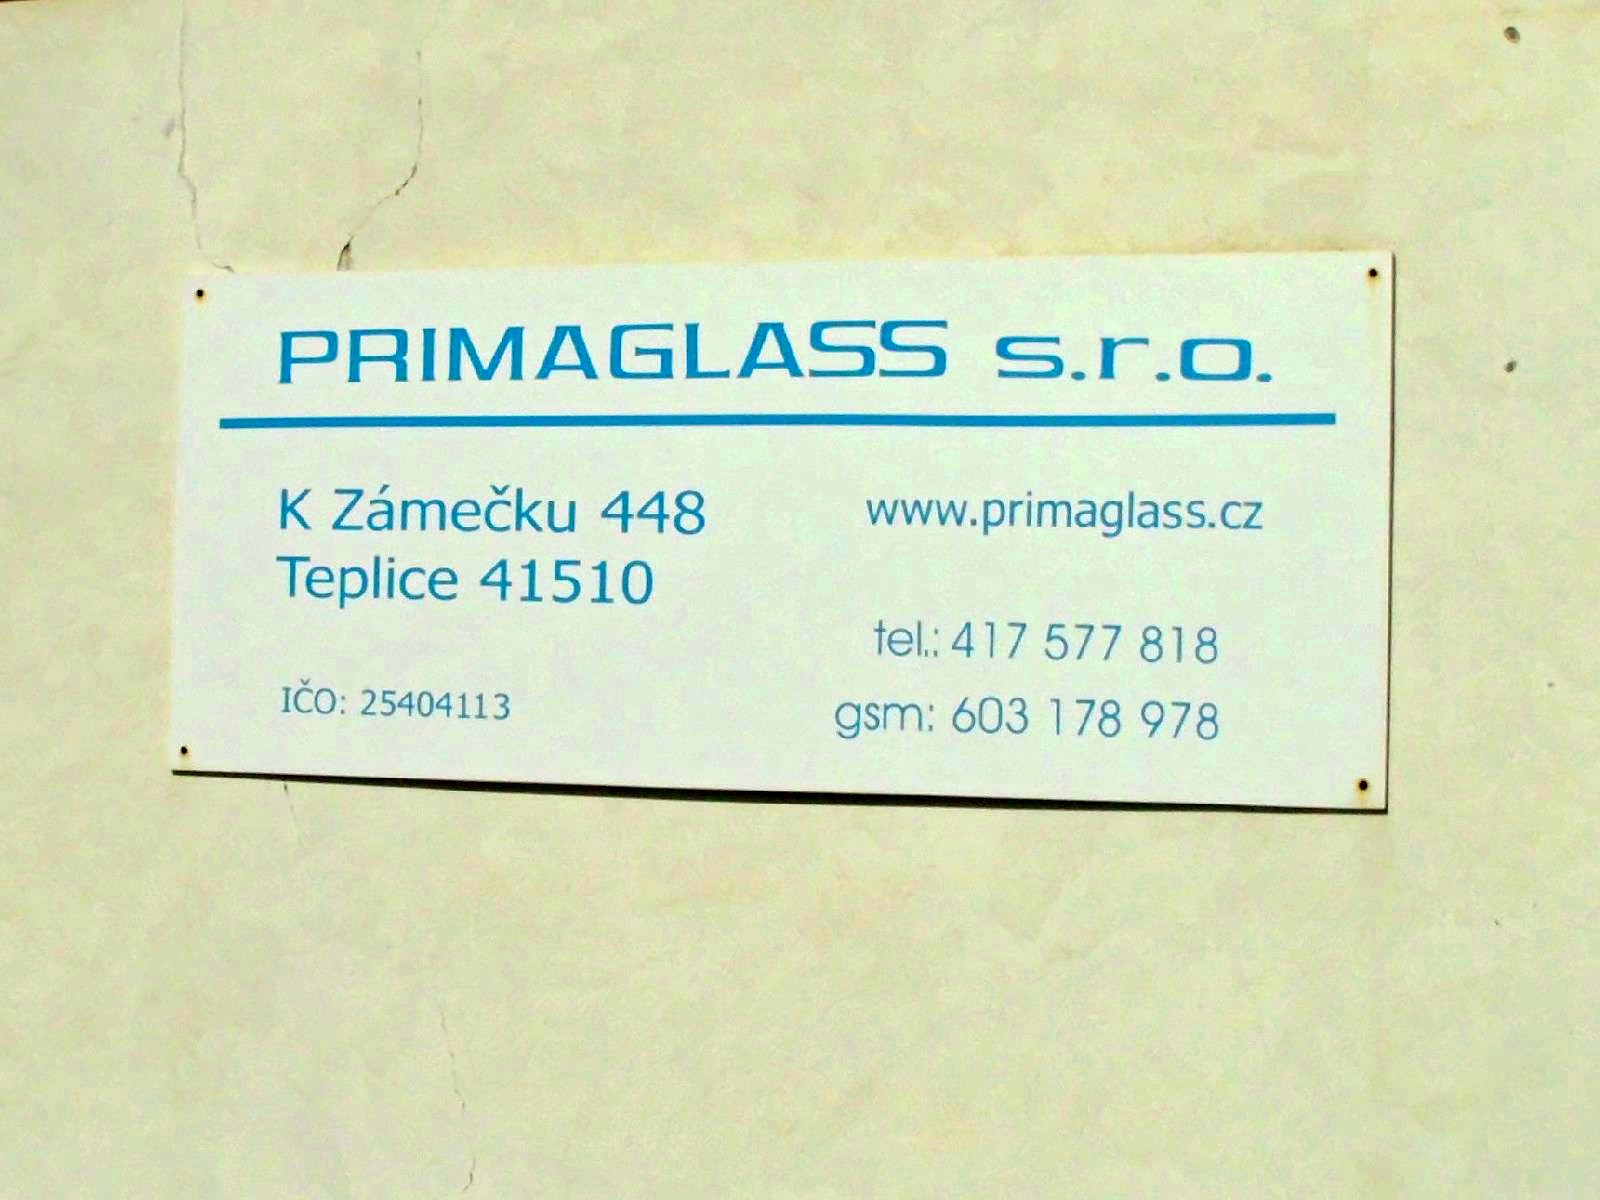 PRIMAGLASS s.r.o.
K Zámečku 448
Teplice 41510
IČO: 25404113
www.primaglass.cz
tel.: 417 577 818
gsm: 603 178 978